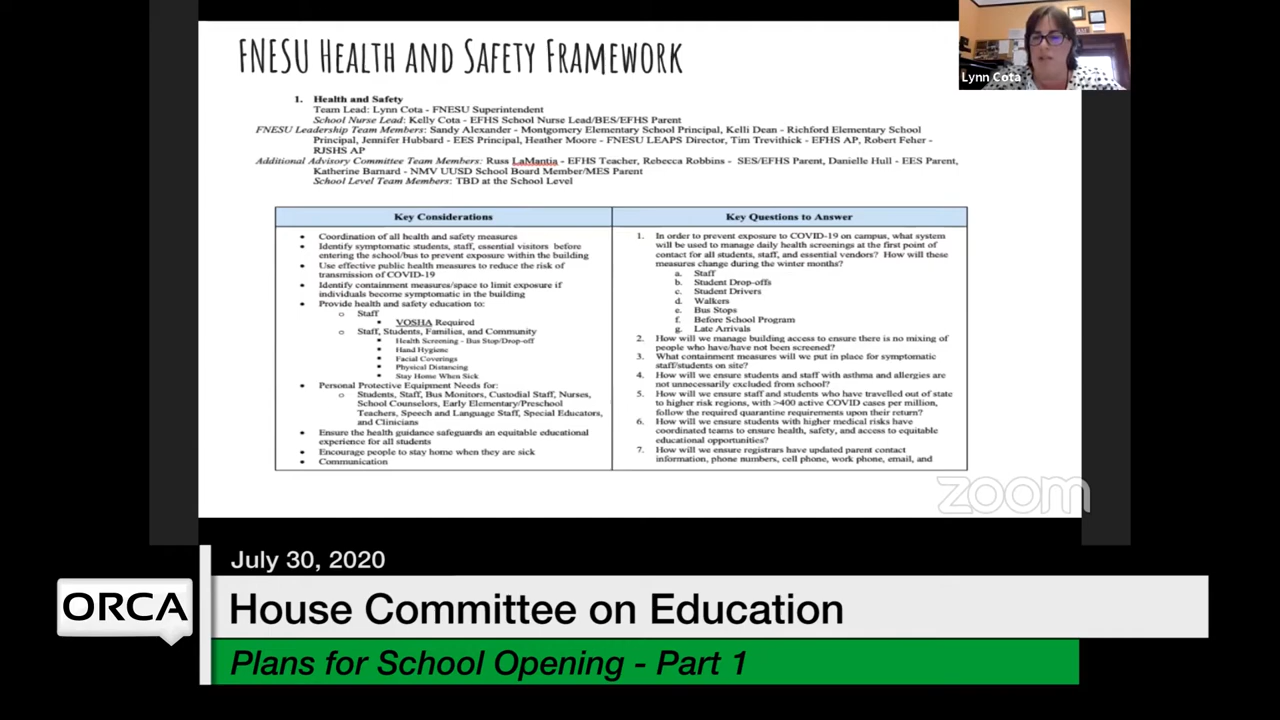 FNESU Health and Safety Framework
Lynn Cota
1. Health and Safety
Team Lead: Lynn Cota - FNESU Superintendent
School Nurse Lead: Kelly Cota - EFHS School Nurse Lead/BES/EFHS Parent
FNESU Leadership Team Members: Sandy Alexander - Montgomery Elementary School Principal, Kelli Dean - Richford Elementary School
Principal, Jennifer Hubbard - EES Principal, Heather Moore - FNESU LEAPS Director, Tim Trevithick - EFHS AP, Robert Feher -
RJSHS AP
Additional Advisory Committee Team Members: Russ LaMantia - EFHS Teacher, Rebecca Robbins - SES/EFHS Parent, Danielle Hull - EES Parent,
Katherine Barnard - NMV UUSD School Board Member/MES Parent
School Level Team Members: TBD at the School Level
Key Considerations
• Coordination of all health and safety measures
• Identify symptomatic students, staff, essential visitors before
entering the school/bus to prevent exposure within the building
• Use effective public health measures to reduce the risk of
transmission of COVID-19
• Identify containment measures/space to limit exposure if
individuals become symptomatic in the building
• Provide health and safety education to:
○ Staff
▪ VOSHA Required
○ Staff, Students, Families, and Community
▪ Health Screening - Bus Stop/Drop-off
▪ Hand Hygiene
▪ Facial Coverings
▪ Physical Distancing
▪ Stay Home When Sick
• Personal Protective Equipment Needs for:
○ Students, Staff, Bus Monitors, Custodial Staff, Nurses,
School Counselors, Early Elementary/Preschool
Teachers, Speech and Language Staff, Special Educators,
and Clinicians
• Ensure the health guidance safeguards an equitable educational
experience for all students
• Encourage people to stay home when they are sick
• Communication
Key Questions to Answer
1. In order to prevent exposure to COVID-19 on campus, what system
will be used to manage daily health screenings at the first point of
contact for all students, staff, and essential vendors? How will these
measures change during the winter months?
a. Staff
b. Student Drop-offs
c. Student Drivers
d. Walkers
e. Bus Stops
f. Before School Program
g. Late Arrivals
2. How will we manage building access to ensure there is no mixing of
people who have/have not been screened?
3. What containment measures will we put in place for symptomatic
staff/students on site?
4. How will we ensure students and staff with asthma and allergies are
not unnecessarily excluded from school?
5. How will we ensure staff and students who have travelled out of state
to higher risk regions, with >400 active COVID cases per million,
follow the required quarantine requirements upon their return?
6. How will we ensure students with higher medical risks have
coordinated teams to ensure health, safety, and access to equitable
educational opportunities?
7. How will we ensure registrars have updated parent contact
information, phone numbers, cell phone, work phone, email, and
zoom
July 30, 2020
ORCA
House Committee on Education
Plans for School Opening - Part 1